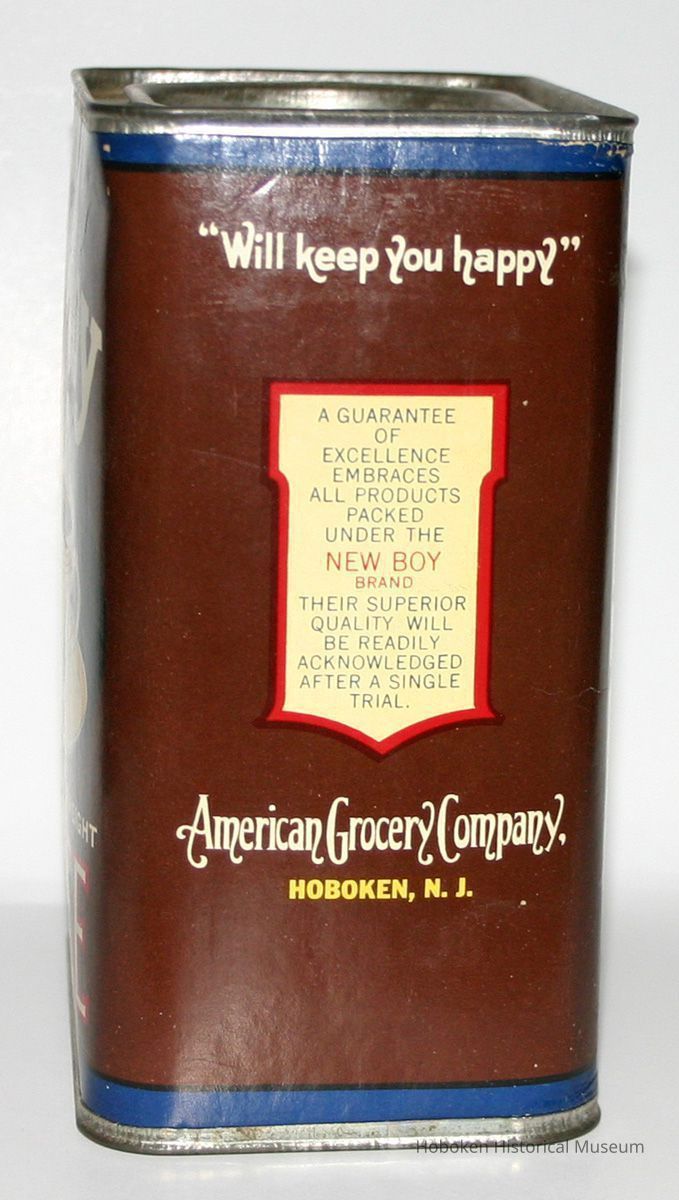 “Will keep you happy”
A GUARANTEE
OF
EXCELLENCE
EMBRACES
ALL PRODUCTS
PACKED
UNDER THE
NEW BOY
BRAND
THEIR SUPERIOR
QUALITY WILL
BE READILY
ACKNOWLEDGED
AFTER A SINGLE
TRIAL.
American Grocery Company,
HOBOKEN, N. J.
Hoboken Historical Museum